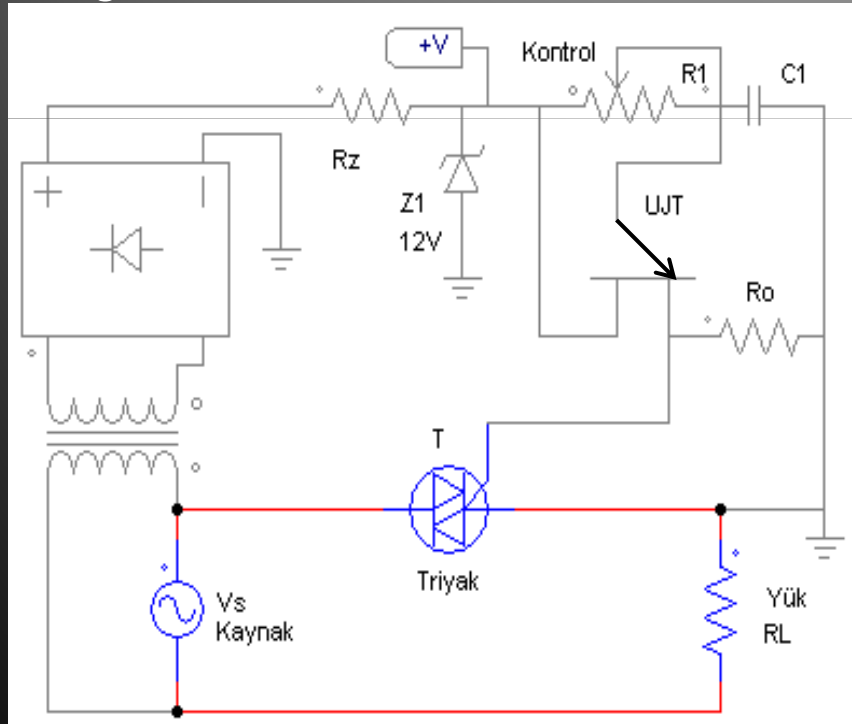 +V
Kontrol
R1
C1
Rz
Z1
12V
UJT
Ro
T
Triyak
Vs
Kaynak
Yük
RL